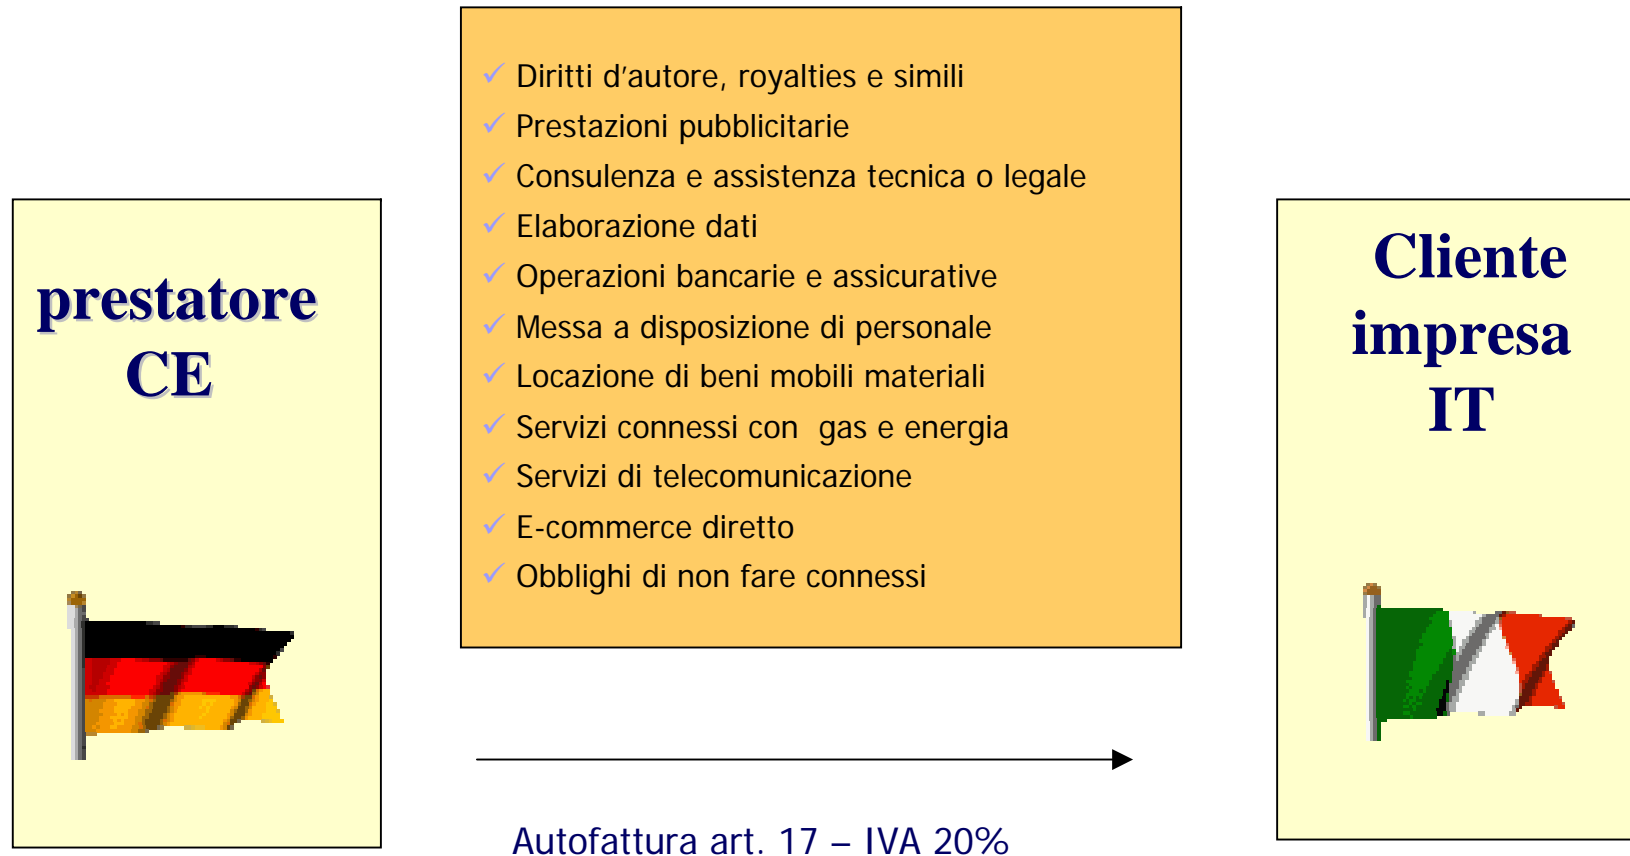 prestatore
CE
Diritti d'autore, royalties e simili
Prestazioni pubblicitarie
Consulenza e assistenza tecnica o legale
Elaborazione dati
Operazioni bancarie e assicurative
Messa a disposizione di personale
Locazione di beni mobili materiali
Servizi connessi con gas e energia
Servizi di telecomunicazione
E-commerce diretto
Obblighi di non fare connessi
Cliente
impresa
IT
Autofattura art. 17 – IVA 20%